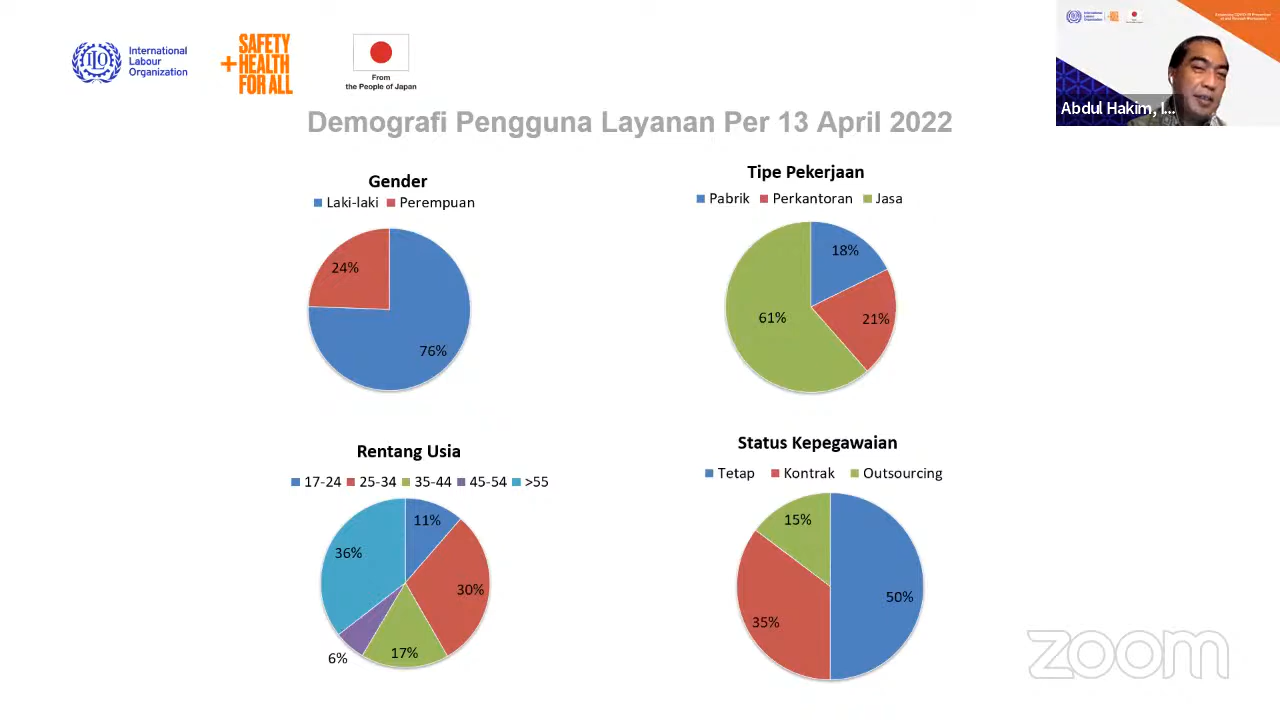 International
Labour
Organization
SAFETY
+HEALTH
FOR ALL
From
the People of Japan
Abdul Hakim, I...
Demografi Pengguna Layanan Per 13 April 2022
Gender
Laki-laki Perempuan
24%
76%
Tipe Pekerjaan
Pabrik Perkantoran Jasa
18%
61%
21%
Rentang Usia
17-24 25-34 35-44 45-54 >55
11%
36%
30%
17%
6%
Status Kepegawaian
Tetap Kontrak Outsourcing
15%
50%
35%
zoom